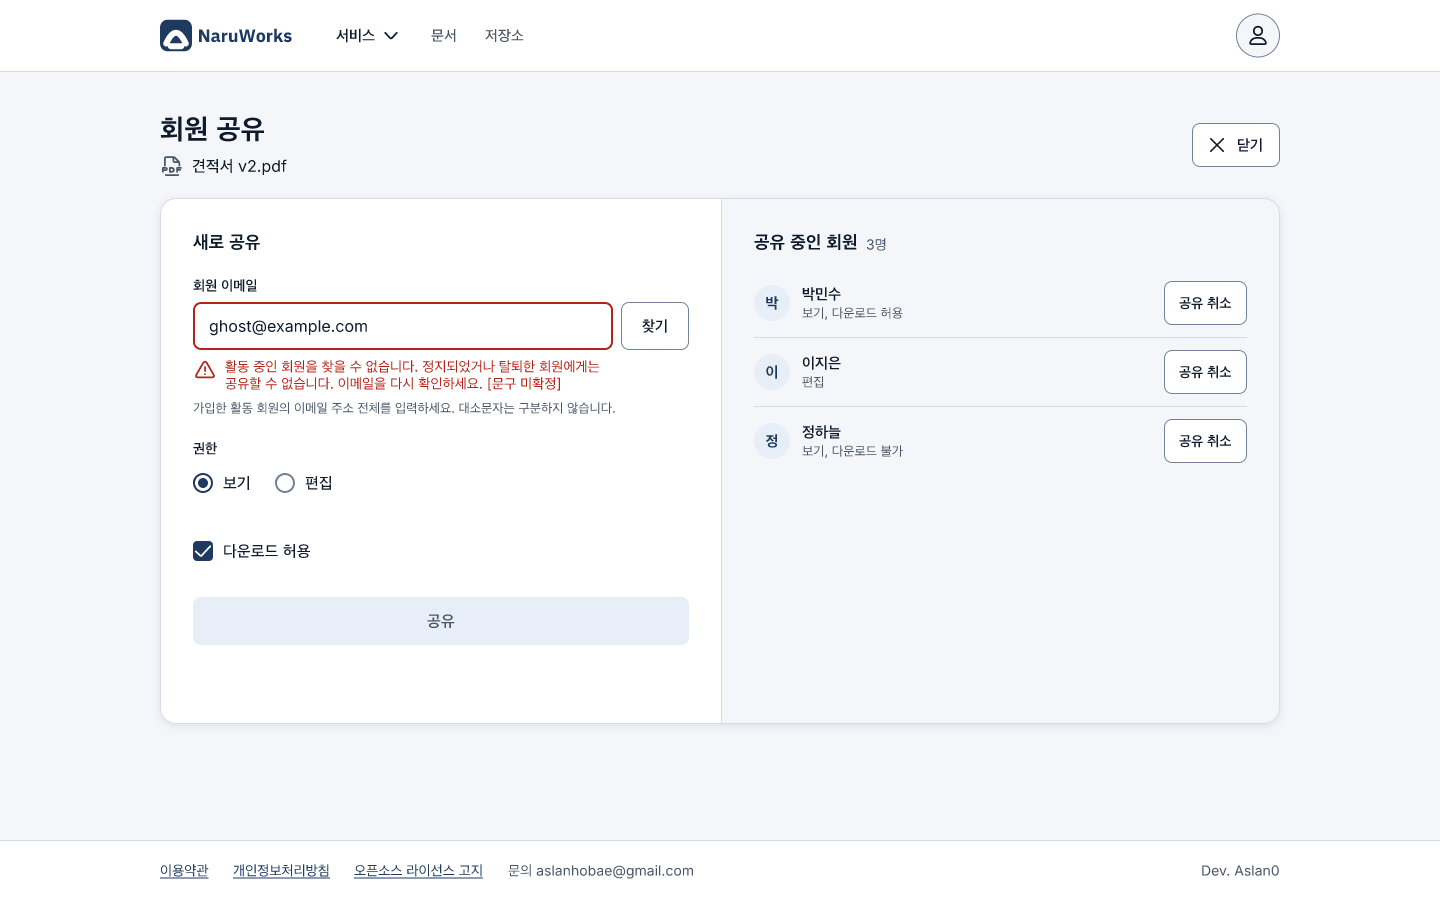 NaruWorks
서비스
문서
저장소
회원 공유
PDF
견적서 v2.pdf
닫기
새로 공유
회원 이메일
ghost@example.com
찾기
활동 중인 회원을 찾을 수 없습니다. 정지되었거나 탈퇴한 회원에게는
공유할 수 없습니다. 이메일을 다시 확인하세요. [문구 미확정]
가입한 활동 회원의 이메일 주소 전체를 입력하세요. 대소문자는 구분하지 않습니다.
권한
보기
편집
다운로드 허용
공유
공유 중인 회원 3명
박
박민수
보기, 다운로드 허용
공유 취소
이
이지은
편집
공유 취소
정
정하늘
보기, 다운로드 불가
공유 취소
이용약관
개인정보처리방침
오픈소스 라이선스 고지
문의 aslanhobae@gmail.com
Dev. Aslan0